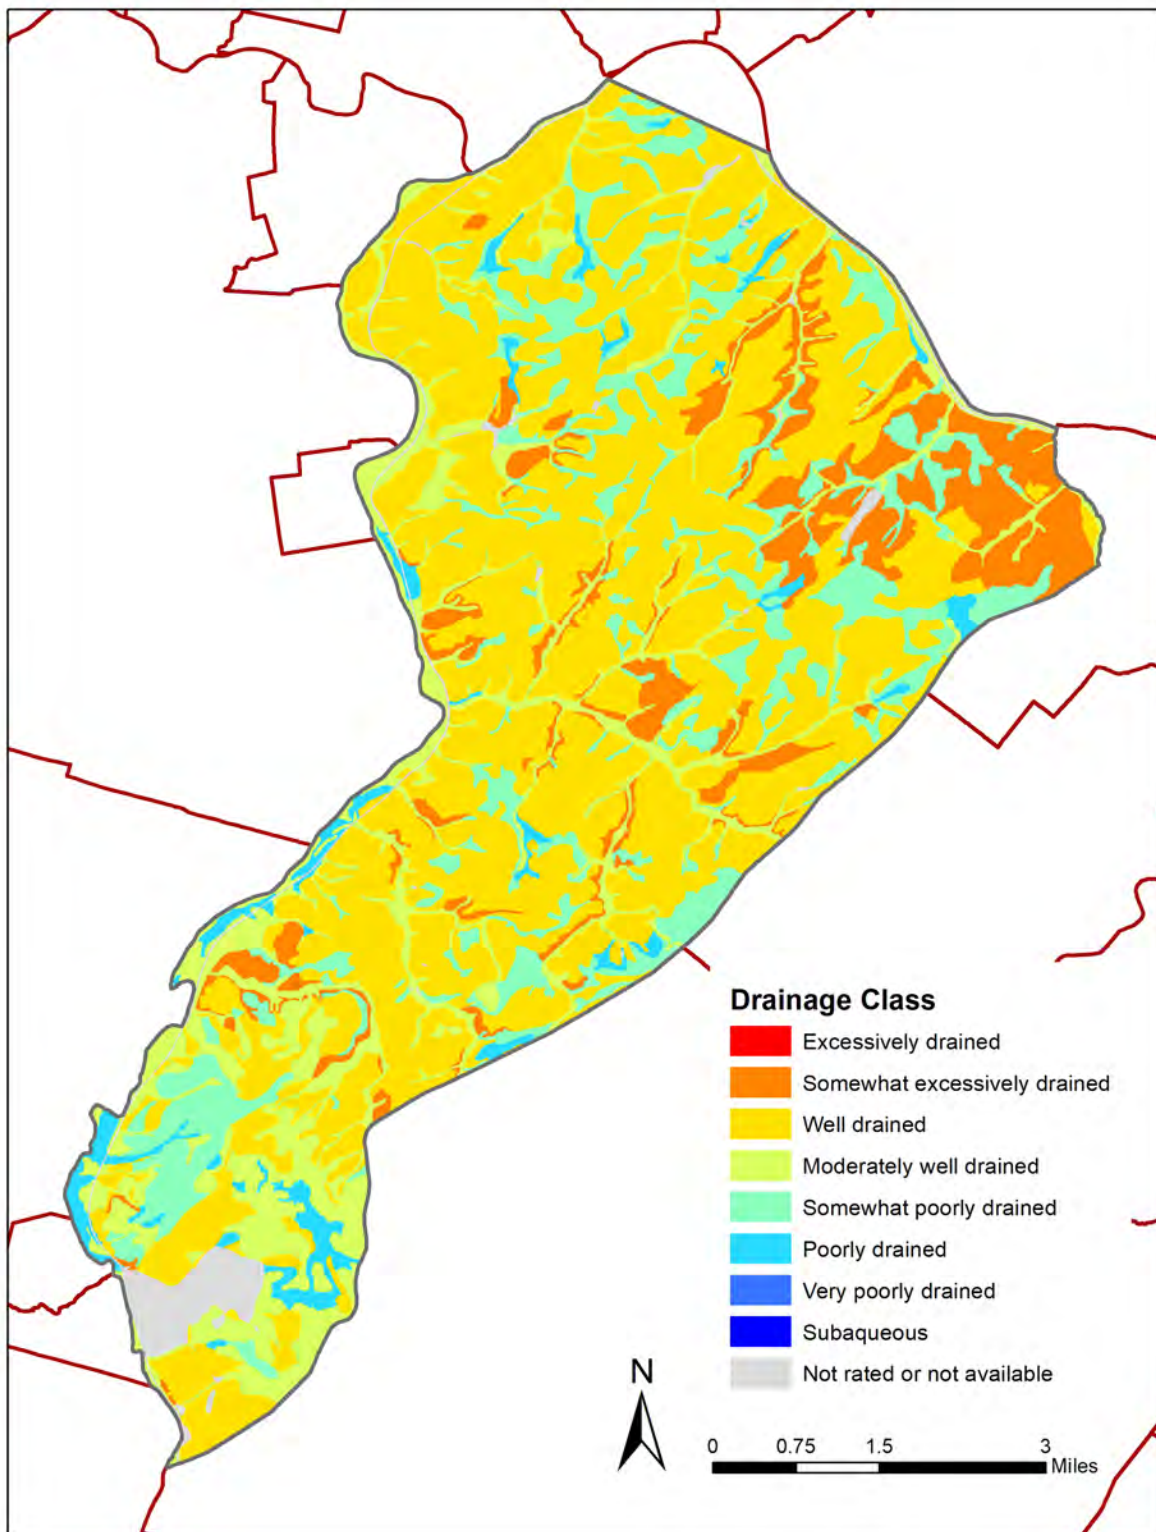 Drainage Class
Excessively drained
Somewhat excessively drained
Well drained
Moderately well drained
Somewhat poorly drained
Poorly drained
Very poorly drained
Subaqueous
Not rated or not available
N
0 0.75 1.5 3
Miles